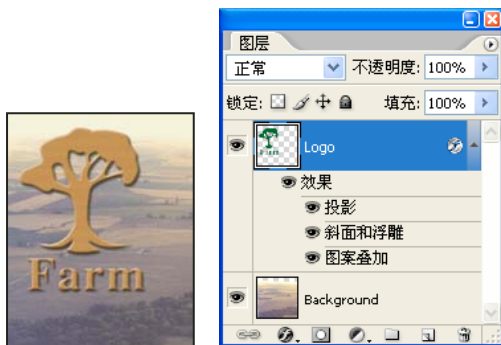 Farm
图层
正常
不透明度: 100%
锁定:
填充: 100%
Farm
Logo
效果
投影
斜面和浮雕
图案叠加
Background